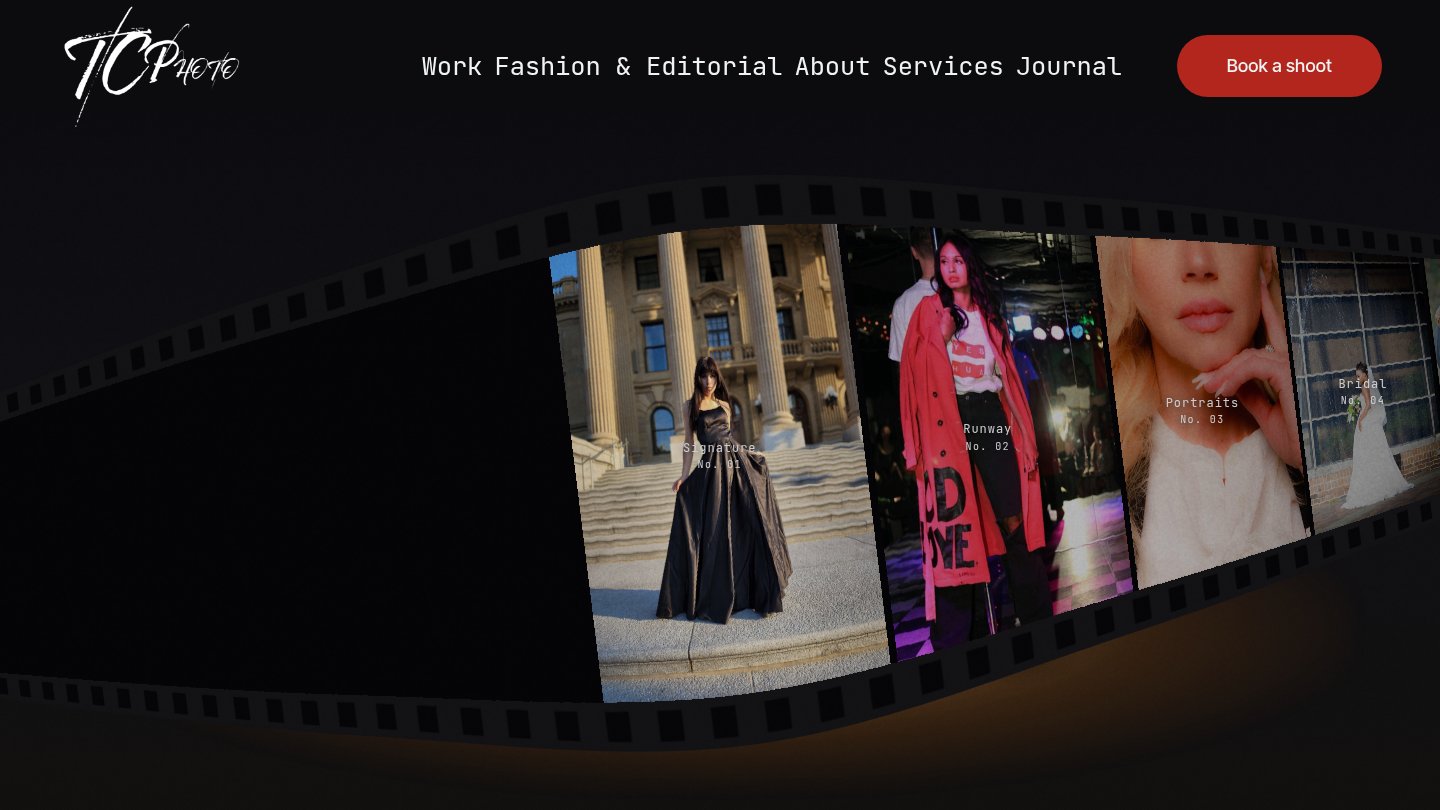 TCPHOTO
Work Fashion & Editorial About Services Journal
Book a shoot
Signature
No. 01
Runway
No. 02
Portraits
No. 03
Bridal
No. 04